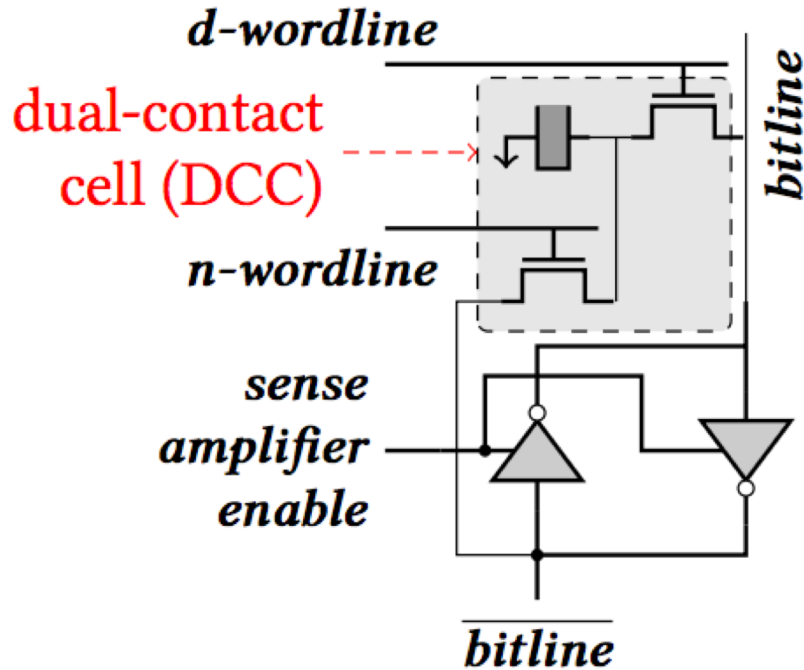 d-wordline
dual-contact
cell (DCC)
n-wordline
bitline
sense
amplifier
enable
bitline